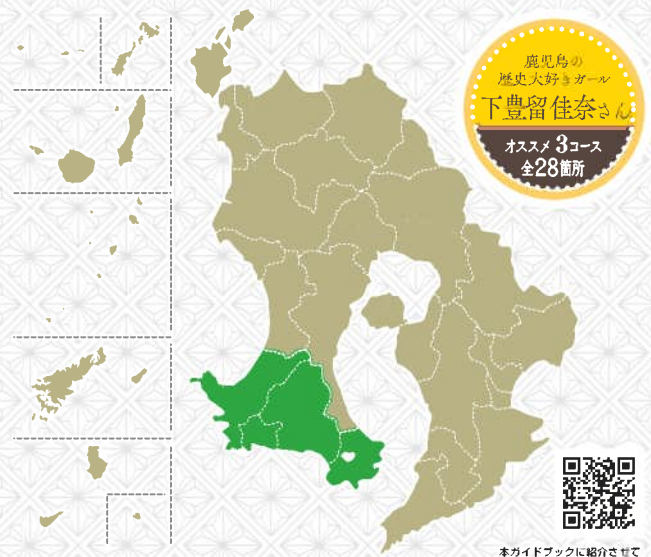 鹿児島の
歴史大好きガール
下豊留佳奈さん
オススメ 3コース
全28箇所
本ガイドブックに紹介させて